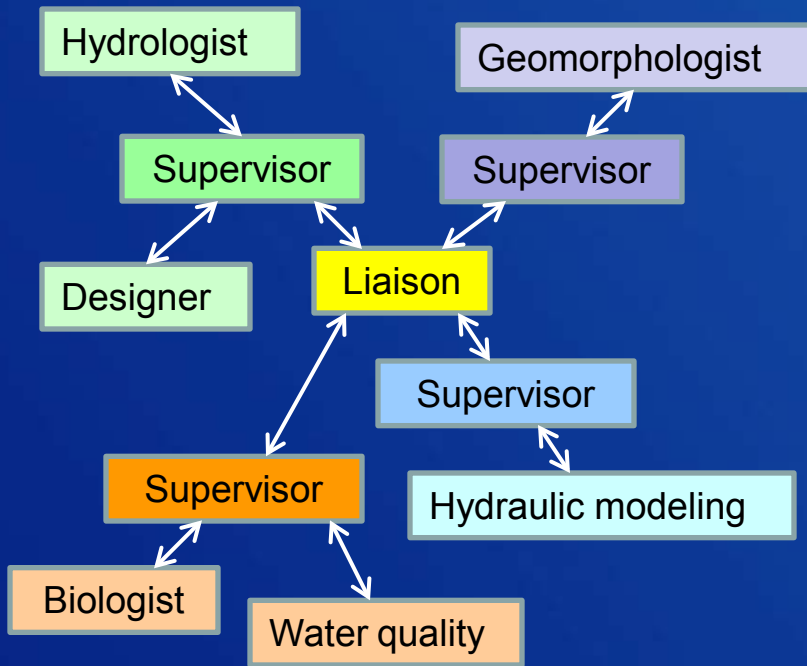 Hydrologist
Geomorphologist
Supervisor
Supervisor
Designer
Liaison
Supervisor
Supervisor
Hydraulic modeling
Biologist
Water quality